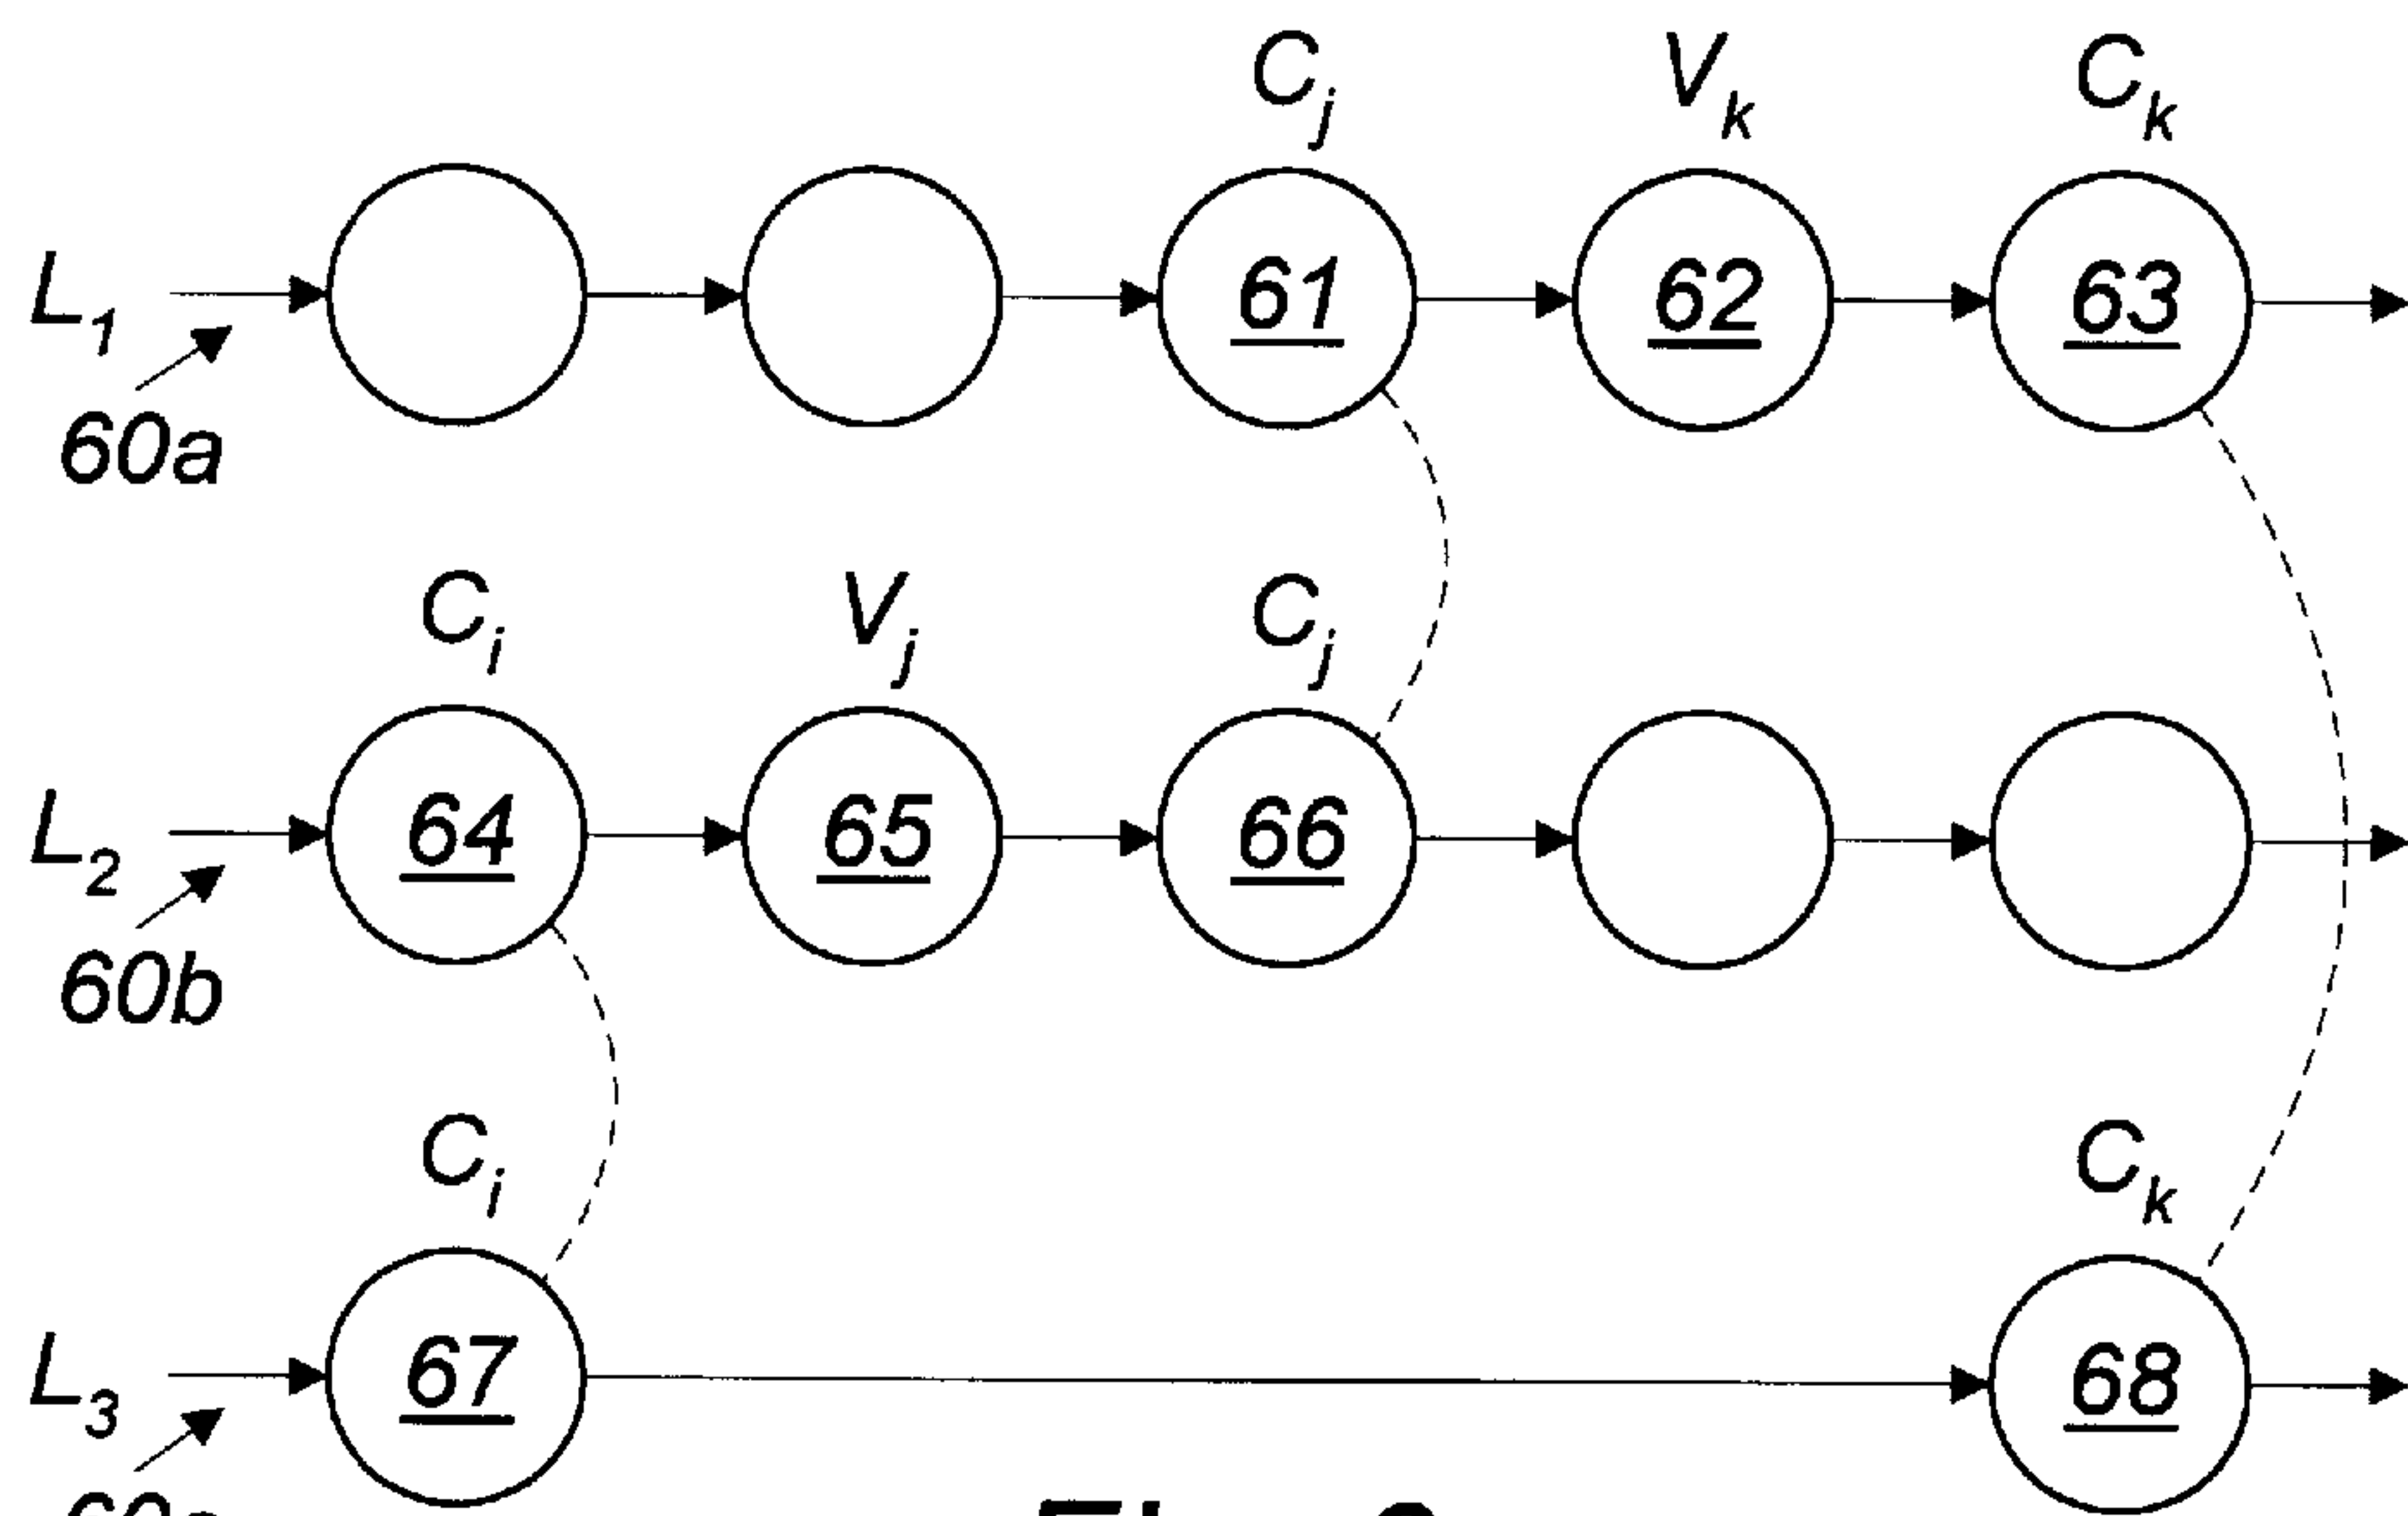 C_j V_k C_k
L_1 61 62 63
60a
C_i V_j C_j
L_2 64 65 66
60b
C_i C_k
L_3 67 68